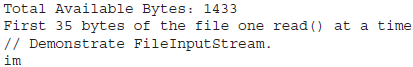 Total Available Bytes: 1433
First 35 bytes of the file one read() at a time
// Demonstrate FileInputStream.
im